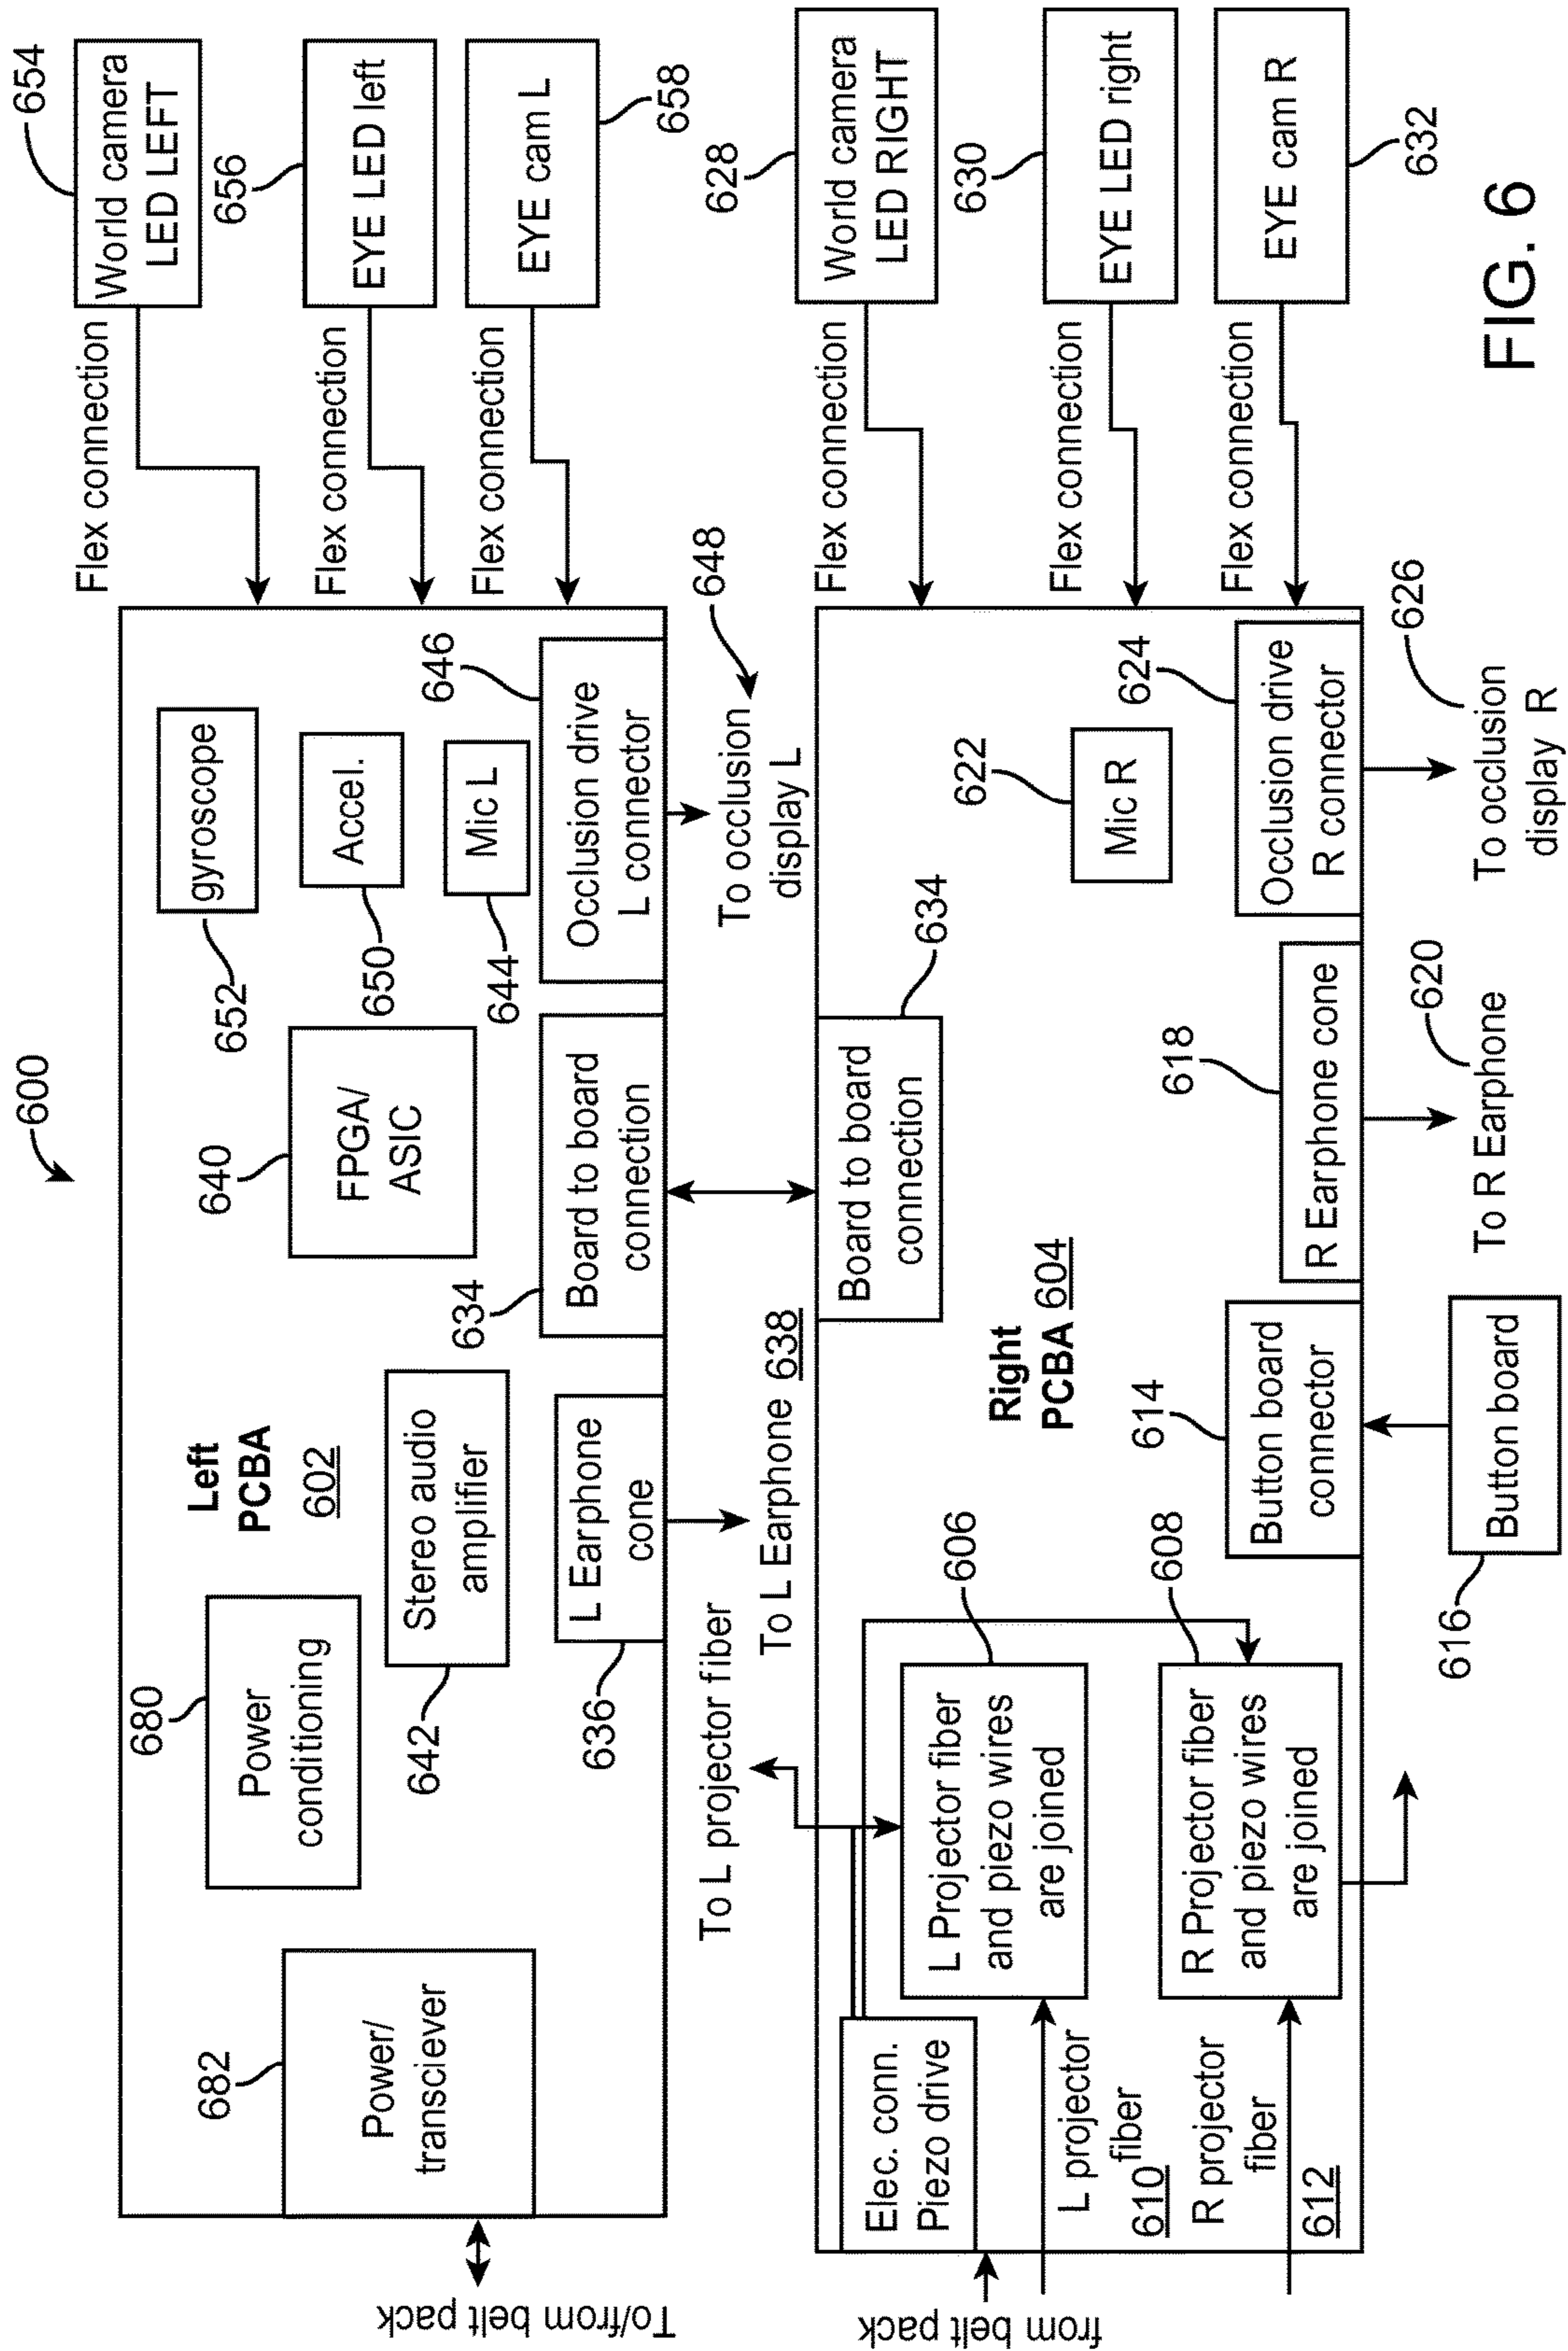 600
Left
PCBA
602
682
Power/
transciever
To/from belt pack
680
Power
conditioning
642
Stereo audio
amplifier
636
L Earphone
cone
To L Earphone 638
640
FPGA/
ASIC
634
Board to board
connection
652
gyroscope
650
Accel.
644
Mic L
646
Occlusion drive
L connector
648
To occlusion
display L
Flex connection
World camera
LED LEFT
654
Flex connection
EYE LED left
656
Flex connection
EYE cam L
658
Right
PCBA 604
from belt pack
Elec. conn.
Piezo drive
To L projector fiber
L projector
fiber
610
R projector
fiber
612
606
L Projector fiber
and piezo wires
are joined
608
R Projector fiber
and piezo wires
are joined
Board to board
connection
634
614
Button board
connector
616
Button board
618
R Earphone cone
620
To R Earphone
622
Mic R
624
Occlusion drive
R connector
626
To occlusion
display R
Flex connection
World camera
LED RIGHT
628
Flex connection
EYE LED right
630
Flex connection
EYE cam R
632
FIG. 6